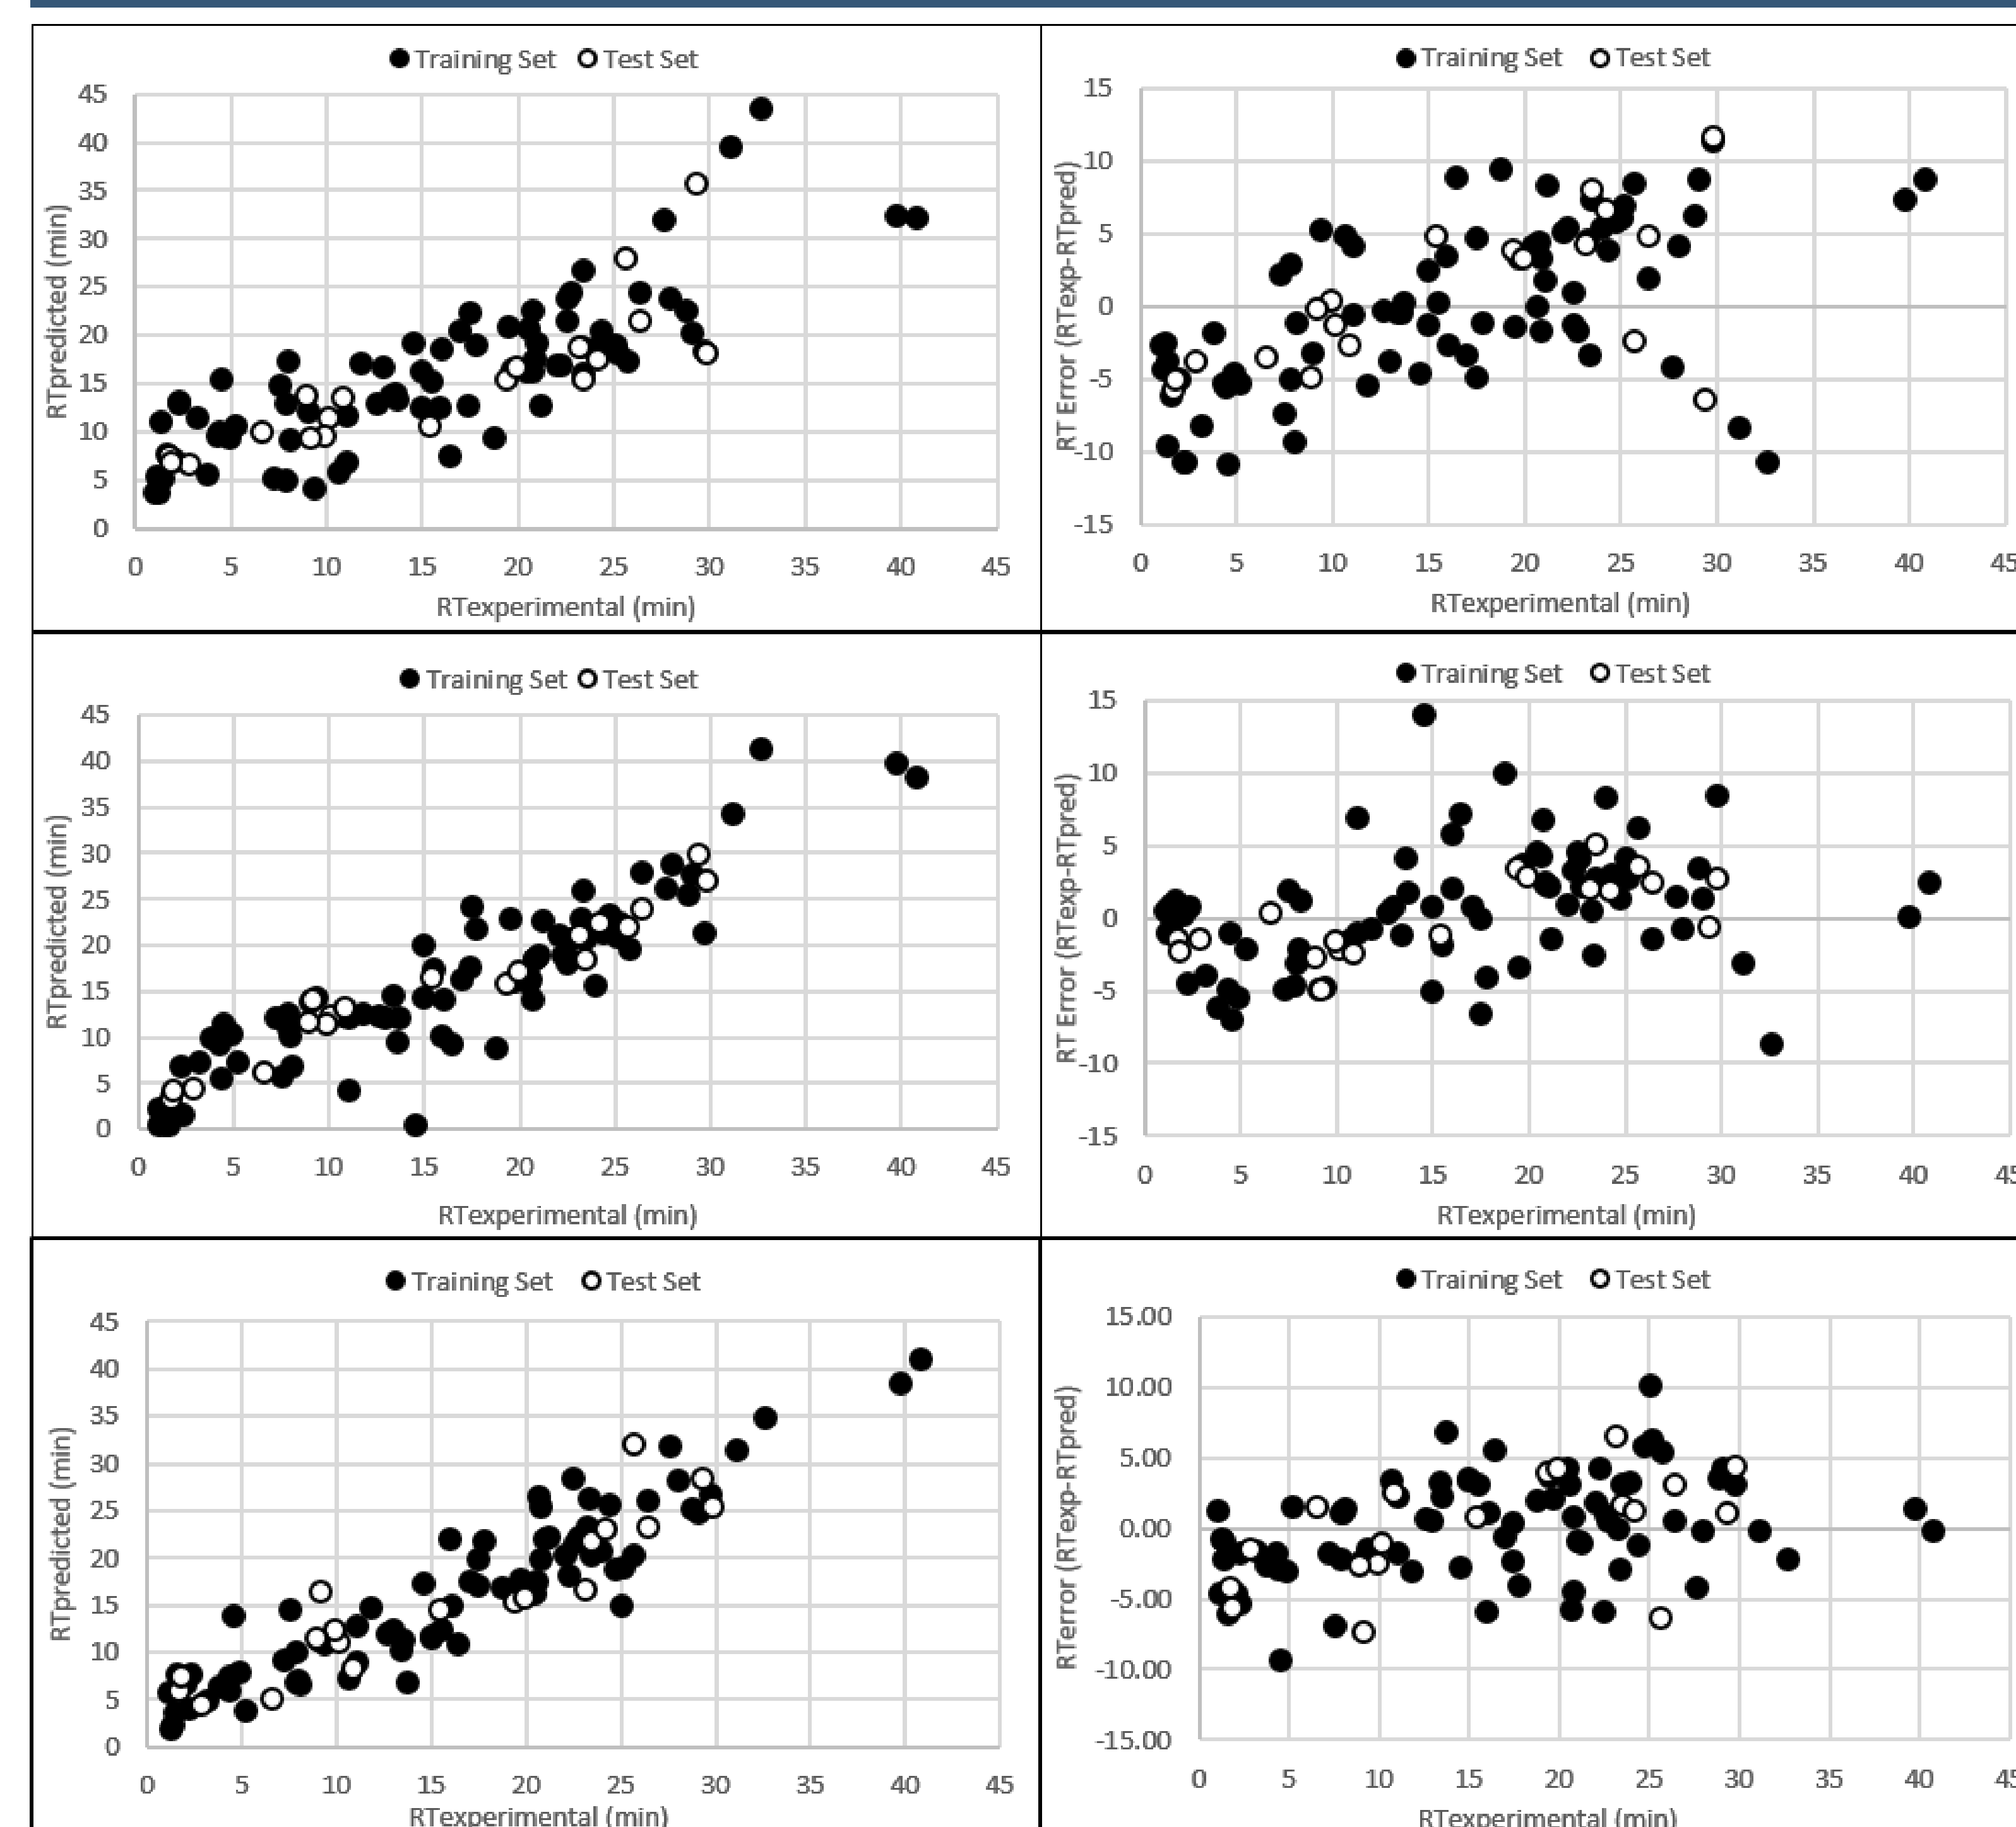 Training Set Test Set
45
40
35
30
25
20
15
10
5
0
RTpredicted (min)
0 5 10 15 20 25 30 35 40 45
RTexperimental (min)
Training Set Test Set
15
10
5
0
-5
-10
-15
RT Error (RTexp-RTpred)
0 5 10 15 20 25 30 35 40 45
RTexperimental (min)
Training Set Test Set
45
40
35
30
25
20
15
10
5
0
RTpredicted (min)
0 5 10 15 20 25 30 35 40 45
RTexperimental (min)
Training Set Test Set
15
10
5
0
-5
-10
-15
RT Error (RTexp-RTpred)
0 5 10 15 20 25 30 35 40 45
RTexperimental (min)
Training Set Test Set
45
40
35
30
25
20
15
10
5
0
RTpredicted (min)
0 5 10 15 20 25 30 35 40 45
RTexperimental (min)
Training Set Test Set
15.00
10.00
5.00
0.00
-5.00
-10.00
-15.00
RTerror (RTexp-RTpred)
0 5 10 15 20 25 30 35 40 45
RTexperimental (min)